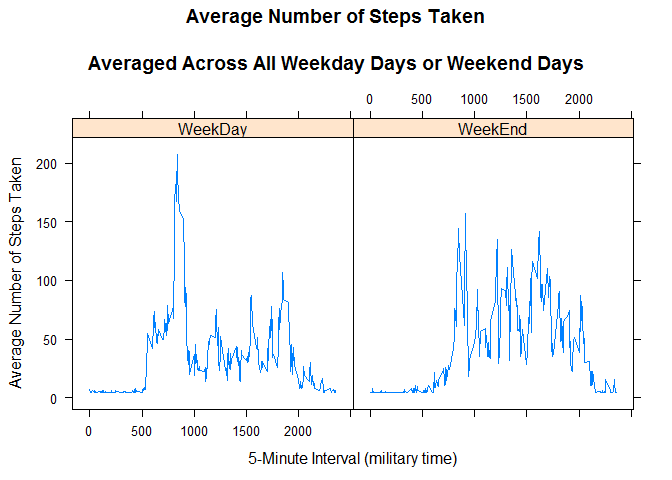 Average Number of Steps Taken
Averaged Across All Weekday Days or Weekend Days
0 500 1000 1500 2000
WeekDay WeekEnd
Average Number of Steps Taken
200
150
100
50
0
0 500 1000 1500 2000
5-Minute Interval (military time)